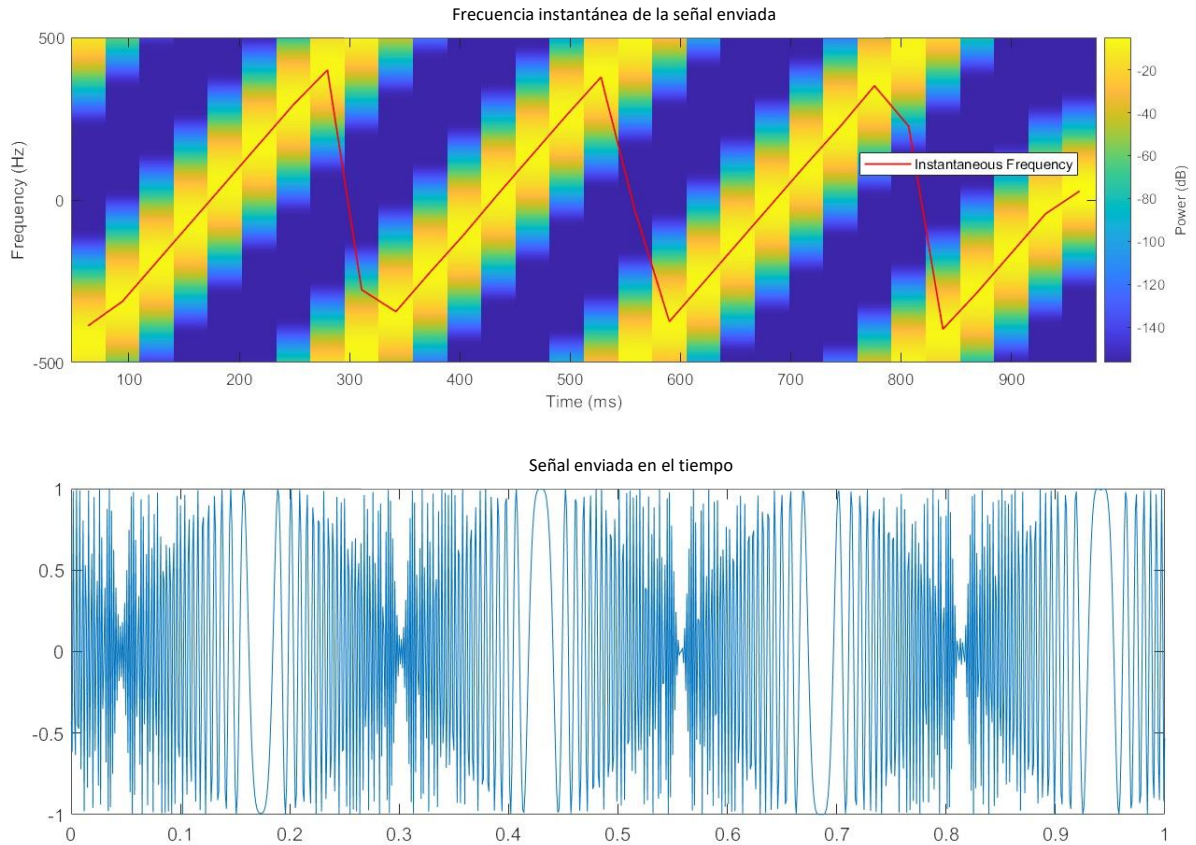 Frecuencia instantánea de la señal enviada
500
0
-500
Frequency (Hz)
100 200 300 400 500 600 700 800 900
Time (ms)
Instantaneous Frequency
-20
-40
-60
-80
-100
-120
-140
Power (dB)
Señal enviada en el tiempo
1
0.5
0
-0.5
-1
0 0.1 0.2 0.3 0.4 0.5 0.6 0.7 0.8 0.9 1